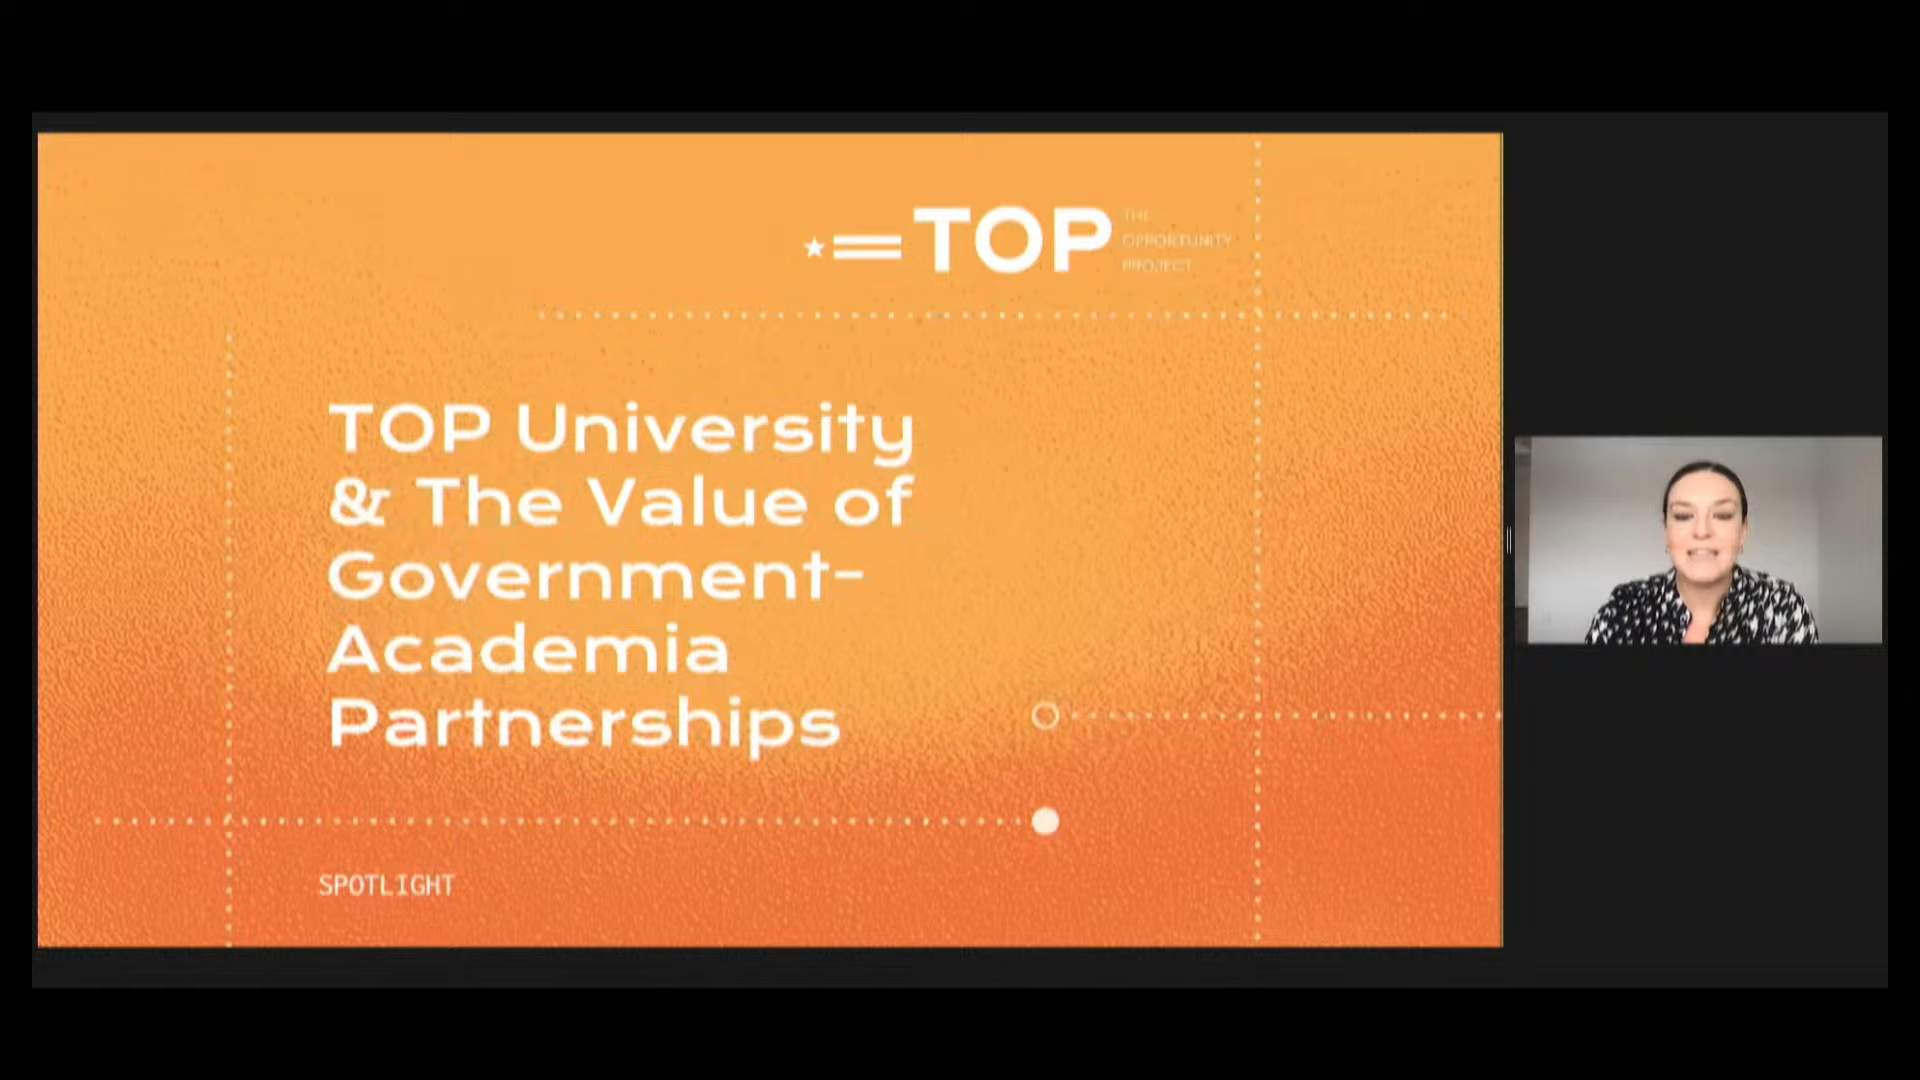 TOP
THE
OPPORTUNITY
PROJECT
TOP University
& The Value of
Government-
Academia
Partnerships
SPOTLIGHT